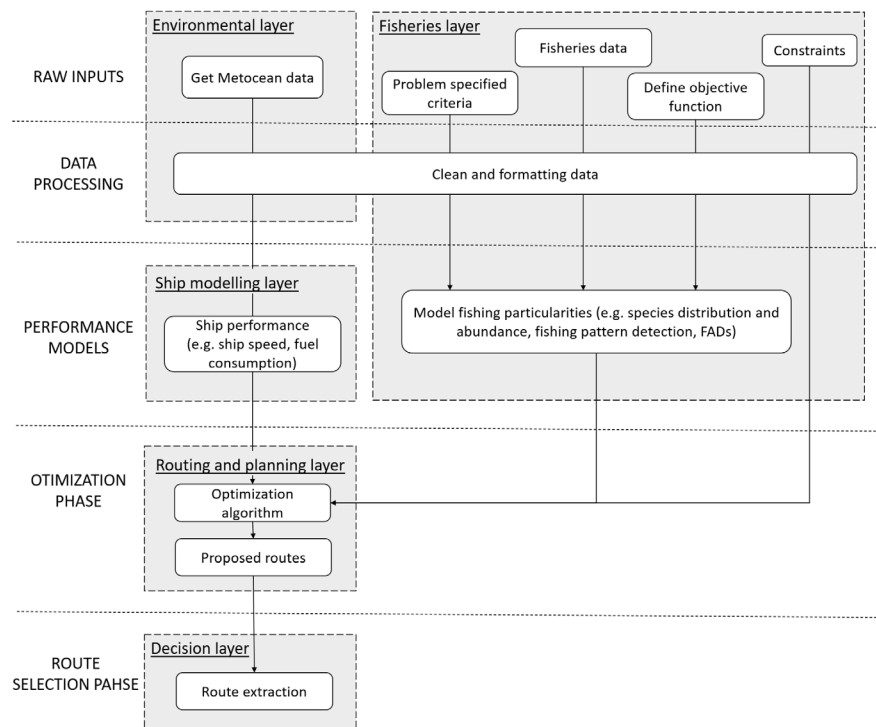 Environmental layer
Fisheries layer
RAW INPUTS
Get Metocean data
Problem specified
criteria
Fisheries data
Define objective
function
Constraints
DATA
PROCESSING
Clean and formatting data
PERFORMANCE
MODELS
Ship modelling layer
Ship performance
(e.g. ship speed, fuel
consumption)
Model fishing particularities (e.g. species distribution and
abundance, fishing pattern detection, FADs)
OTIMIZATION
PHASE
Routing and planning layer
Optimization
algorithm
Proposed routes
ROUTE
SELECTION PAHSE
Decision layer
Route extraction